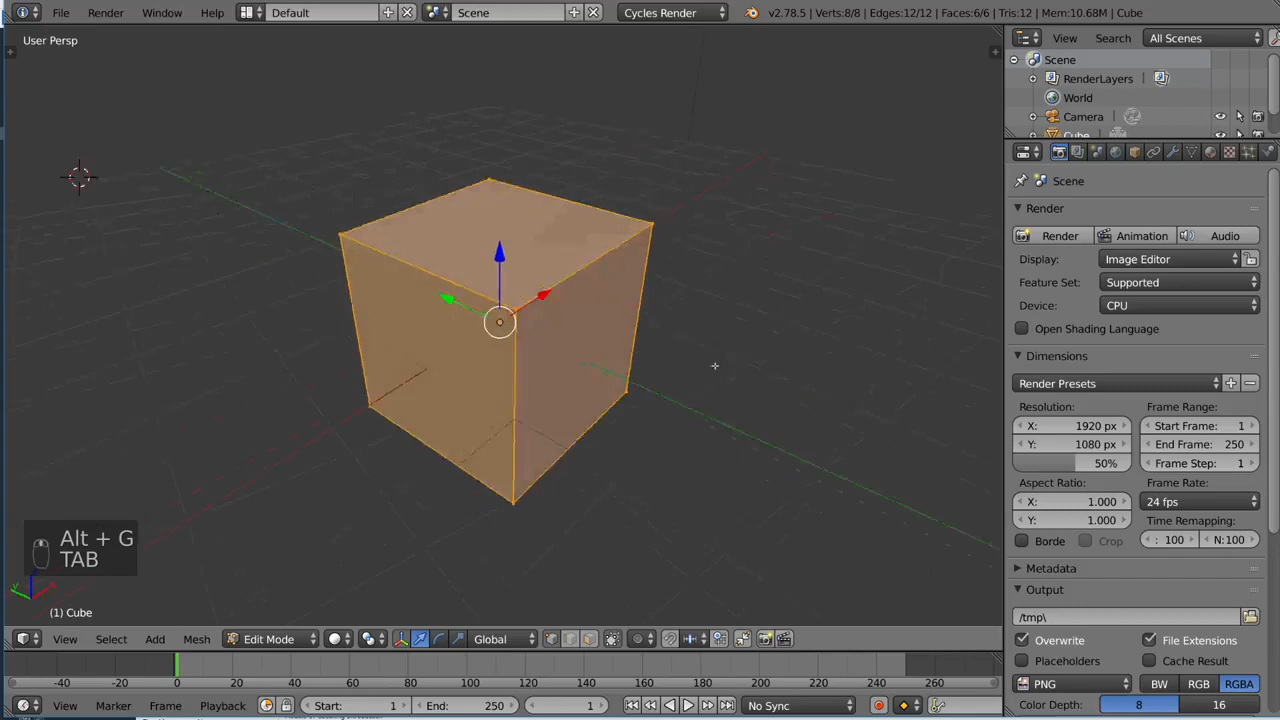 File Render Window Help Default Scene Cycles Render v2.78.5 | Verts:8/8 | Edges:12/12 | Faces:6/6 | Tris:12 | Mem:10.68M | Cube
User Persp
View Search All Scenes
Scene
RenderLayers
World
Camera
Cube
Scene
Render
Render Animation Audio
Display: Image Editor
Feature Set: Supported
Device: CPU
Open Shading Language
Dimensions
Render Presets
Resolution: Frame Range:
X: 1920 px Start Frame: 1
Y: 1080 px End Frame: 250
50% Frame Step: 1
Aspect Ratio: Frame Rate:
X: 1.000 24 fps
Y: 1.000 Time Remapping:
Borde Crop : 100 N:100
Metadata
Output
/tmp\
Overwrite File Extensions
Placeholders Cache Result
PNG BW RGB RGBA
Color Depth: 8 16
Alt + G
TAB
(1) Cube
View Select Add Mesh Edit Mode Global
-40 -20 0 20 40 60 80 100 120 140 160 180 200 220 240 260
View Marker Frame Playback Start: 1 End: 250 1 No Sync